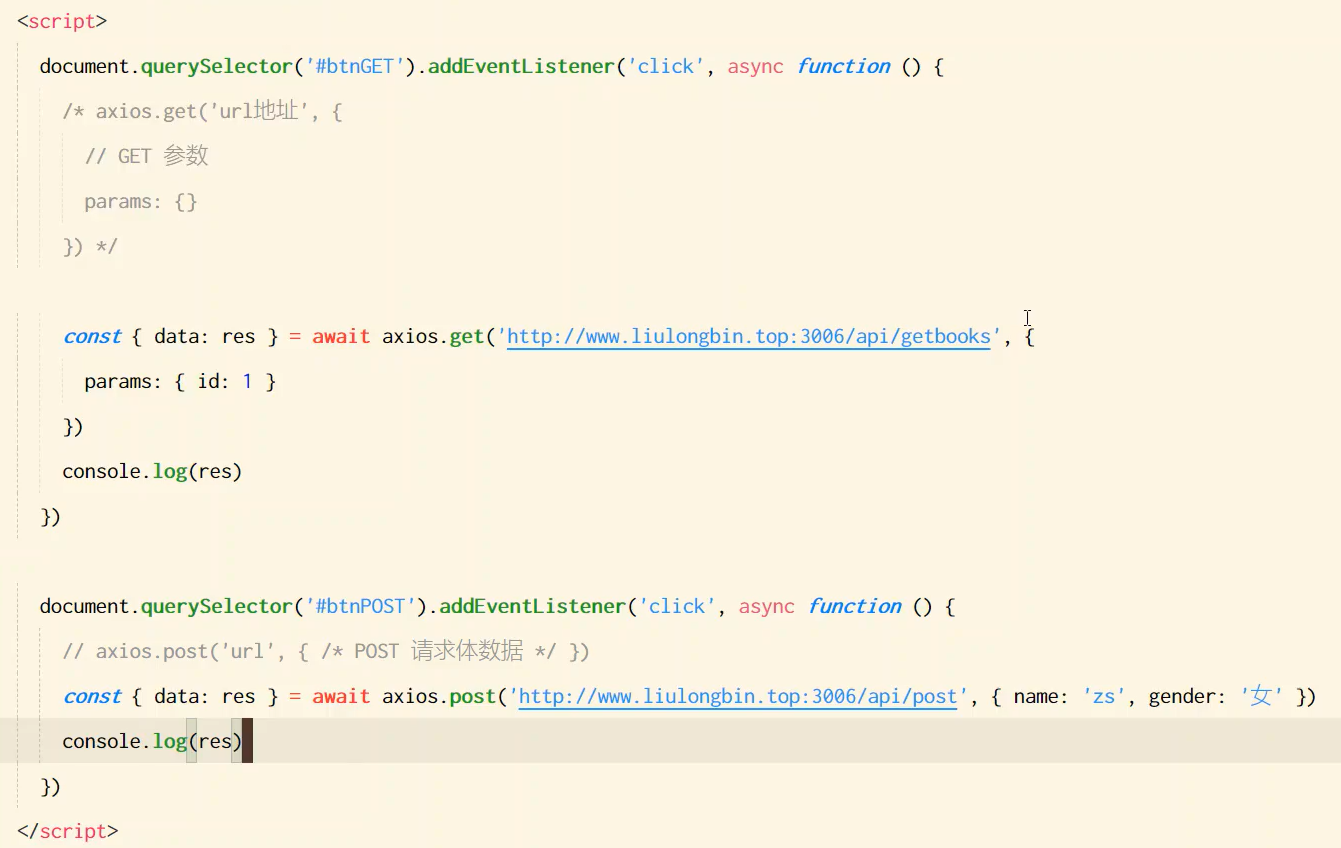 <script>
document.querySelector('#btnGET').addEventListener('click', async function () {
/* axios.get('url地址', {
// GET 参数
params: {}
}) */
const { data: res } = await axios.get('http://www.liulongbin.top:3006/api/getbooks', {
params: { id: 1 }
})
console.log(res)
})
document.querySelector('#btnPOST').addEventListener('click', async function () {
// axios.post('url', { /* POST 请求体数据 */ })
const { data: res } = await axios.post('http://www.liulongbin.top:3006/api/post', { name: 'zs', gender: '女' })
console.log(res)
})
</script>